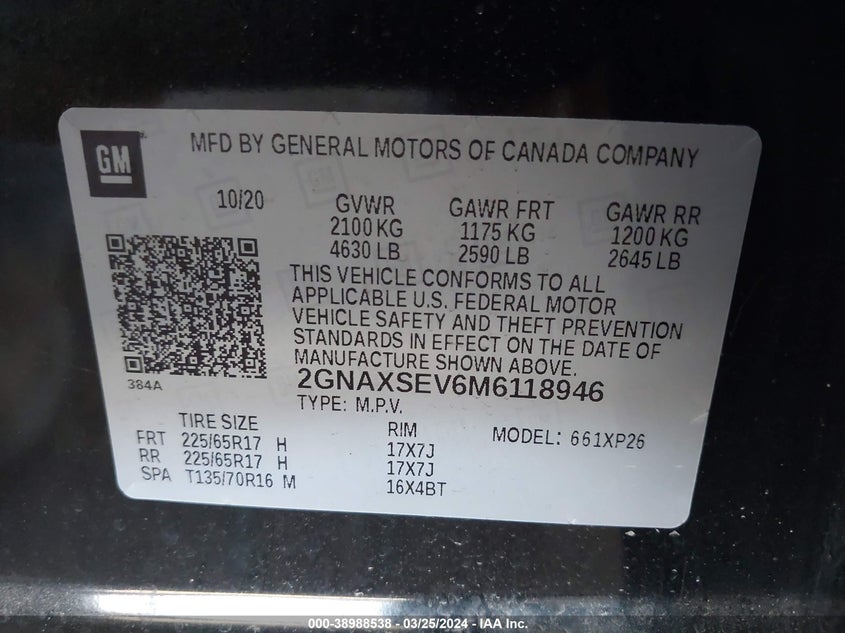 GM
MFD BY GENERAL MOTORS OF CANADA COMPANY
10/20
GVWR GAWR FRT GAWR RR
2100 KG 1175 KG 1200 KG
4630 LB 2590 LB 2645 LB
THIS VEHICLE CONFORMS TO ALL
APPLICABLE U.S. FEDERAL MOTOR
VEHICLE SAFETY AND THEFT PREVENTION
STANDARDS IN EFFECT ON THE DATE OF
MANUFACTURE SHOWN ABOVE.
384A
2GNAXSEV6M6118946
TYPE: M.P.V.
TIRE SIZE RIM MODEL: 661XP26
FRT 225/65R17 H 17X7J
RR 225/65R17 H 17X7J
SPA T135/70R16 M 16X4BT
000-38988538 - 03/25/2024 - IAA Inc.